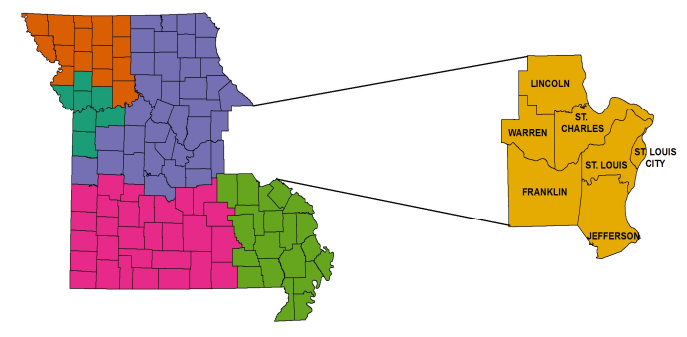 LINCOLN
ST.
CHARLES
WARREN
ST. LOUIS
CITY
ST. LOUIS
FRANKLIN
JEFFERSON